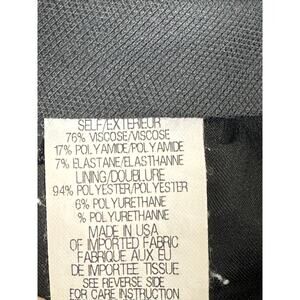 SELF/EXTERIEUR
76% VISCOSE/VISCOSE
17% POLYAMIDE/POLYAMIDE
7% ELASTANE/ELASTHANNE
LINING/DOUBLURE
94% POLYESTER/POLYESTER
6% POLYURETHANE
% POLYURETHANNE
MADE IN USA
OF IMPORTED FABRIC
FABRIQUE AUX EU
DE IMPORTEE TISSUE
SEE REVERSE SIDE
FOR CARE INSTRUCTION